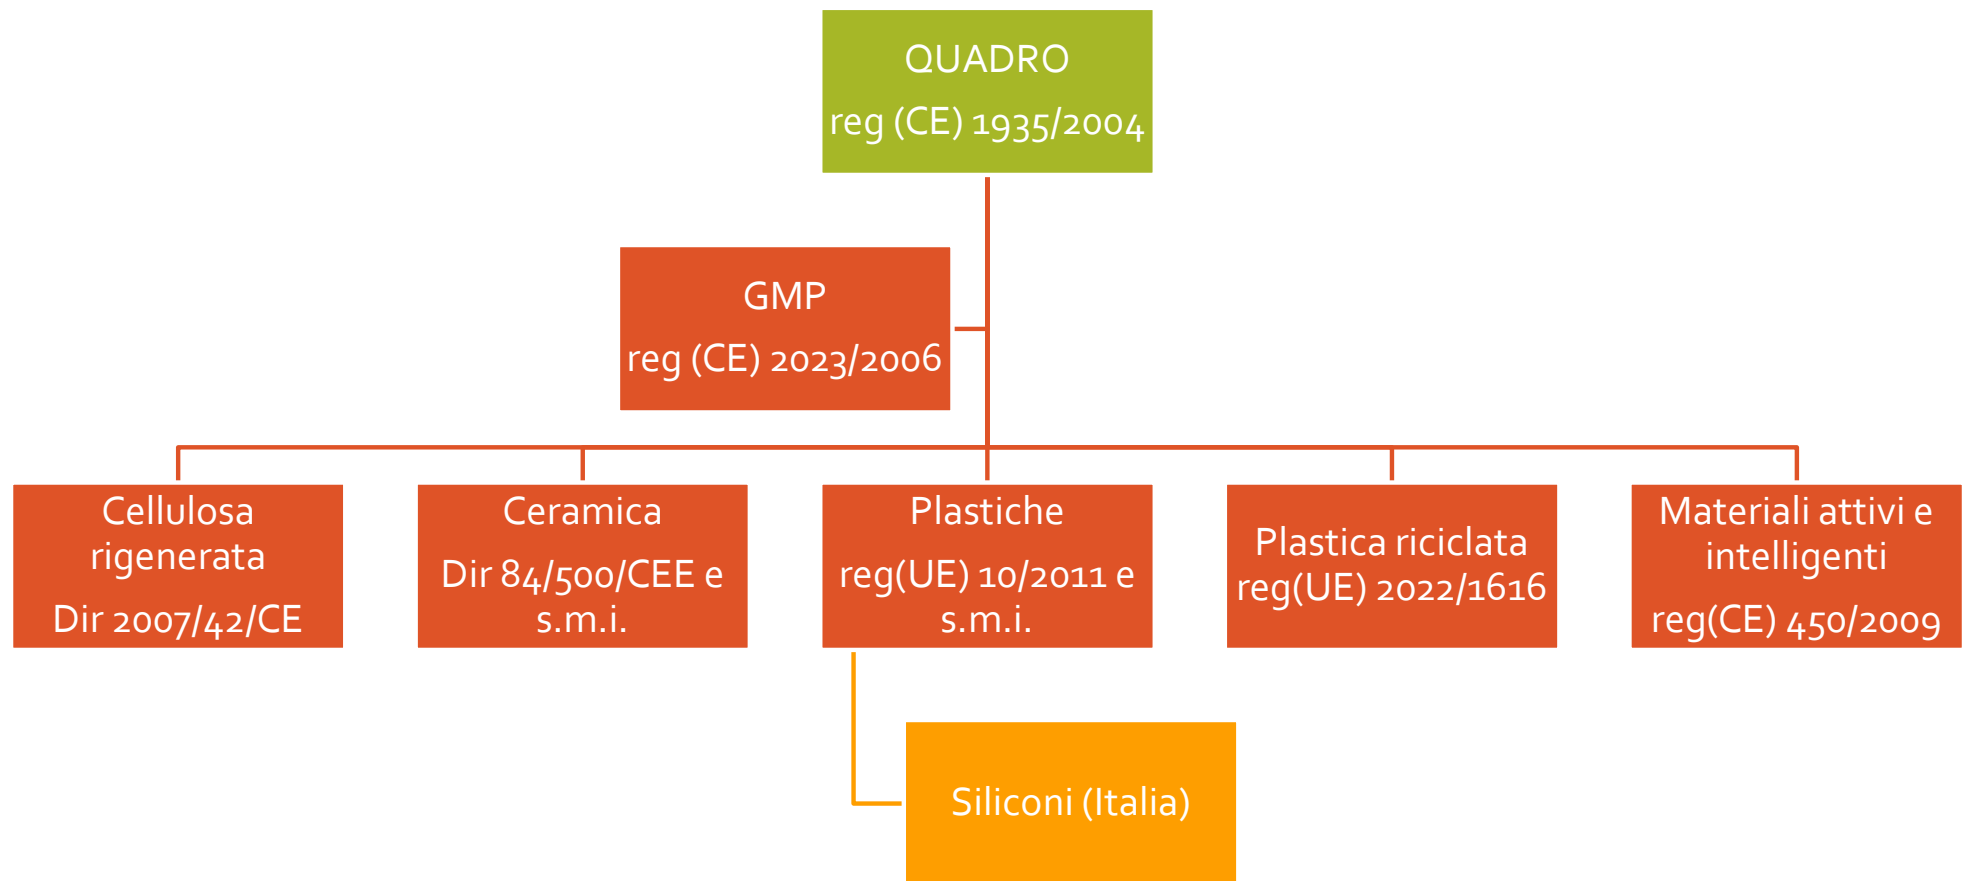 QUADRO
reg (CE) 1935/2004
GMP
reg (CE) 2023/2006
Cellulosa
rigenerata
Dir 2007/42/CE
Ceramica
Dir 84/500/CEE e
s.m.i.
Plastiche
reg(UE) 10/2011 e
s.m.i.
Plastica riciclata
reg(UE) 2022/1616
Materiali attivi e
intelligenti
reg(CE) 450/2009
Siliconi (Italia)